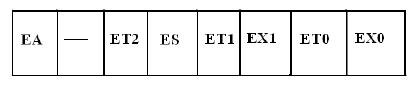 EA — ET2 ES ET1 EX1 ET0 EX0